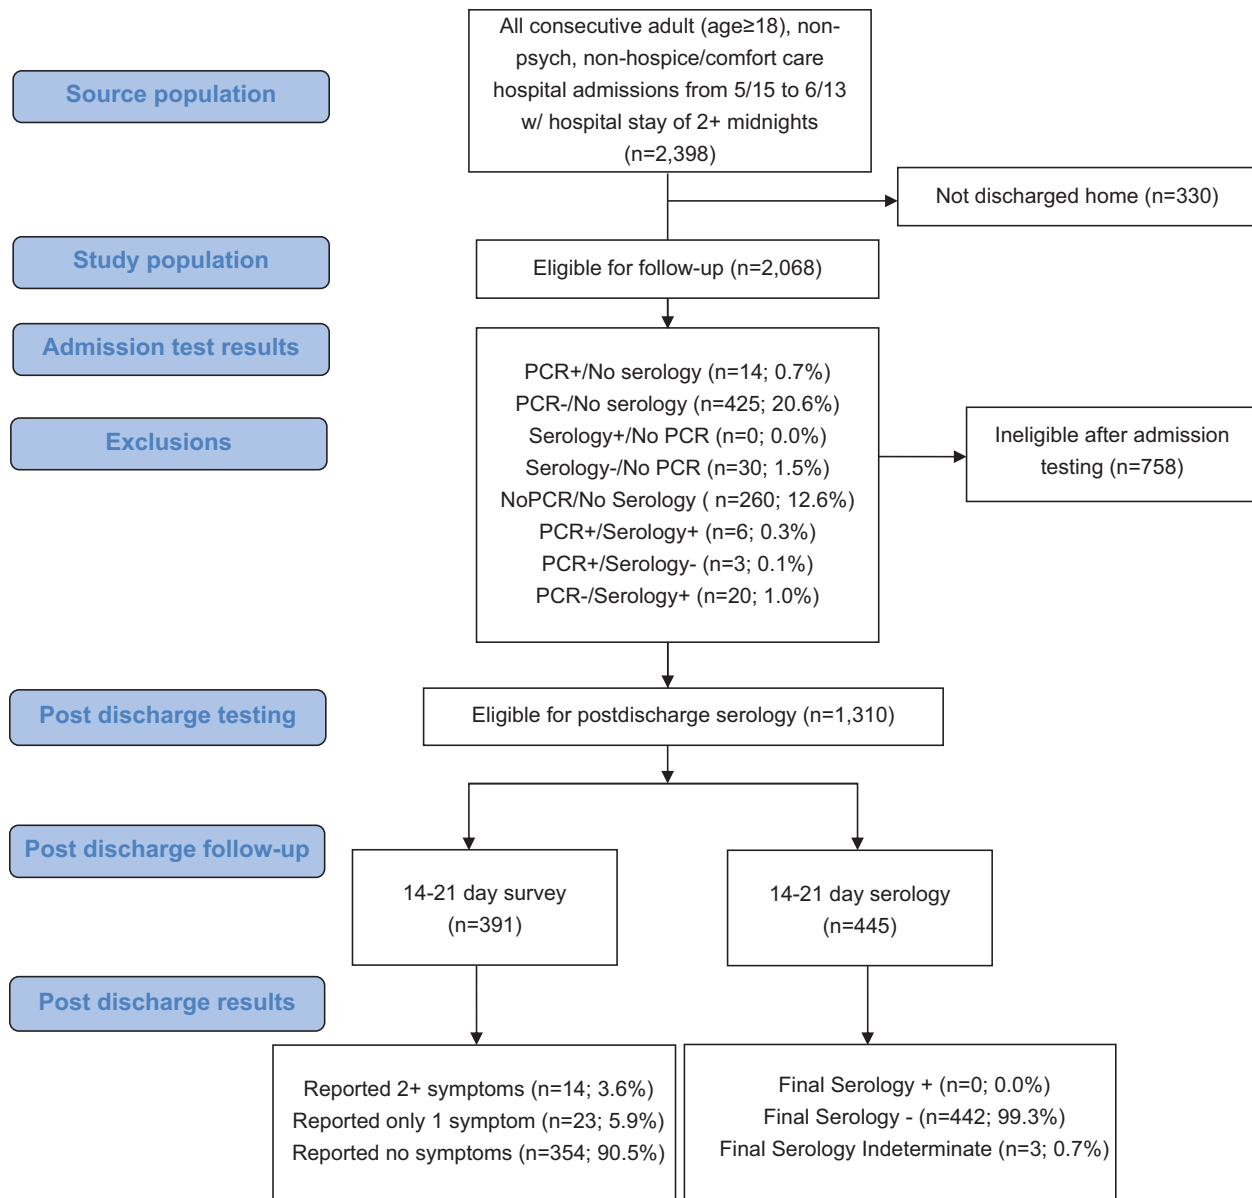 All consecutive adult (age≥18), non-
psych, non-hospice/comfort care
hospital admissions from 5/15 to 6/13
w/ hospital stay of 2+ midnights
(n=2,398)
Source population
Not discharged home (n=330)
Study population
Eligible for follow-up (n=2,068)
Admission test results
Exclusions
PCR+/No serology (n=14; 0.7%)
PCR-/No serology (n=425; 20.6%)
Serology+/No PCR (n=0; 0.0%)
Serology-/No PCR (n=30; 1.5%)
NoPCR/No Serology ( n=260; 12.6%)
PCR+/Serology+ (n=6; 0.3%)
PCR+/Serology- (n=3; 0.1%)
PCR-/Serology+ (n=20; 1.0%)
Ineligible after admission
testing (n=758)
Post discharge testing
Eligible for postdischarge serology (n=1,310)
Post discharge follow-up
14-21 day survey
(n=391)
14-21 day serology
(n=445)
Post discharge results
Reported 2+ symptoms (n=14; 3.6%)
Reported only 1 symptom (n=23; 5.9%)
Reported no symptoms (n=354; 90.5%)
Final Serology + (n=0; 0.0%)
Final Serology - (n=442; 99.3%)
Final Serology Indeterminate (n=3; 0.7%)